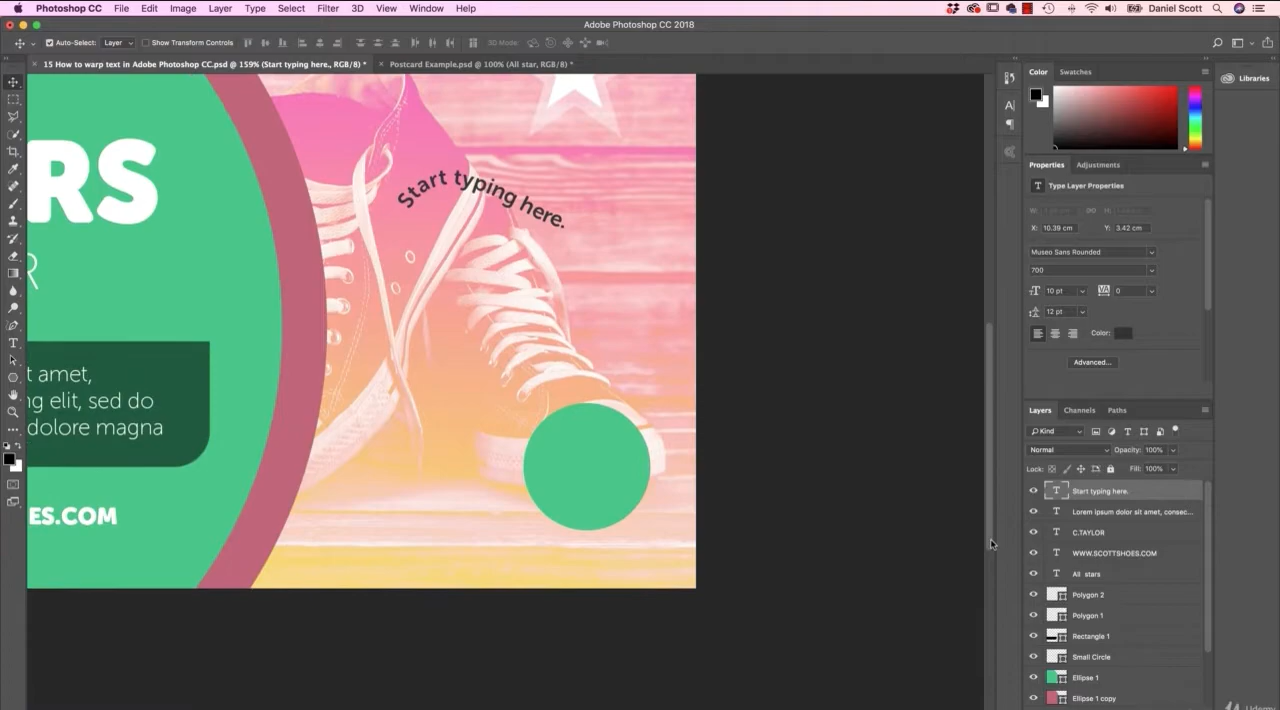 Photoshop CC File Edit Image Layer Type Select Filter 3D View Window Help Daniel Scott
Adobe Photoshop CC 2018
Auto-Select: Layer Show Transform Controls 3D Mode:
15 How to warp text in Adobe Photoshop CC.psd @ 159% (Start typing here., RGB/8) * Postcard Example.psd @ 100% (All star, RGB/8) *
RS
R
Start typing here.
t amet,
ng elit, sed do
dolore magna
ES.COM
Color Swatches
Libraries
Properties Adjustments
Type Layer Properties
W: H:
X: 10.39 cm Y: 3.42 cm
Museo Sans Rounded
700
10 pt 0
12 pt
Color:
Advanced...
Layers Channels Paths
Kind
Normal Opacity: 100%
Lock: Fill: 100%
Start typing here.
Lorem ipsum dolor sit amet, consec...
C.TAYLOR
WWW.SCOTTSHOES.COM
All stars
Polygon 2
Polygon 1
Rectangle 1
Small Circle
Ellipse 1
Ellipse 1 copy
Udemy